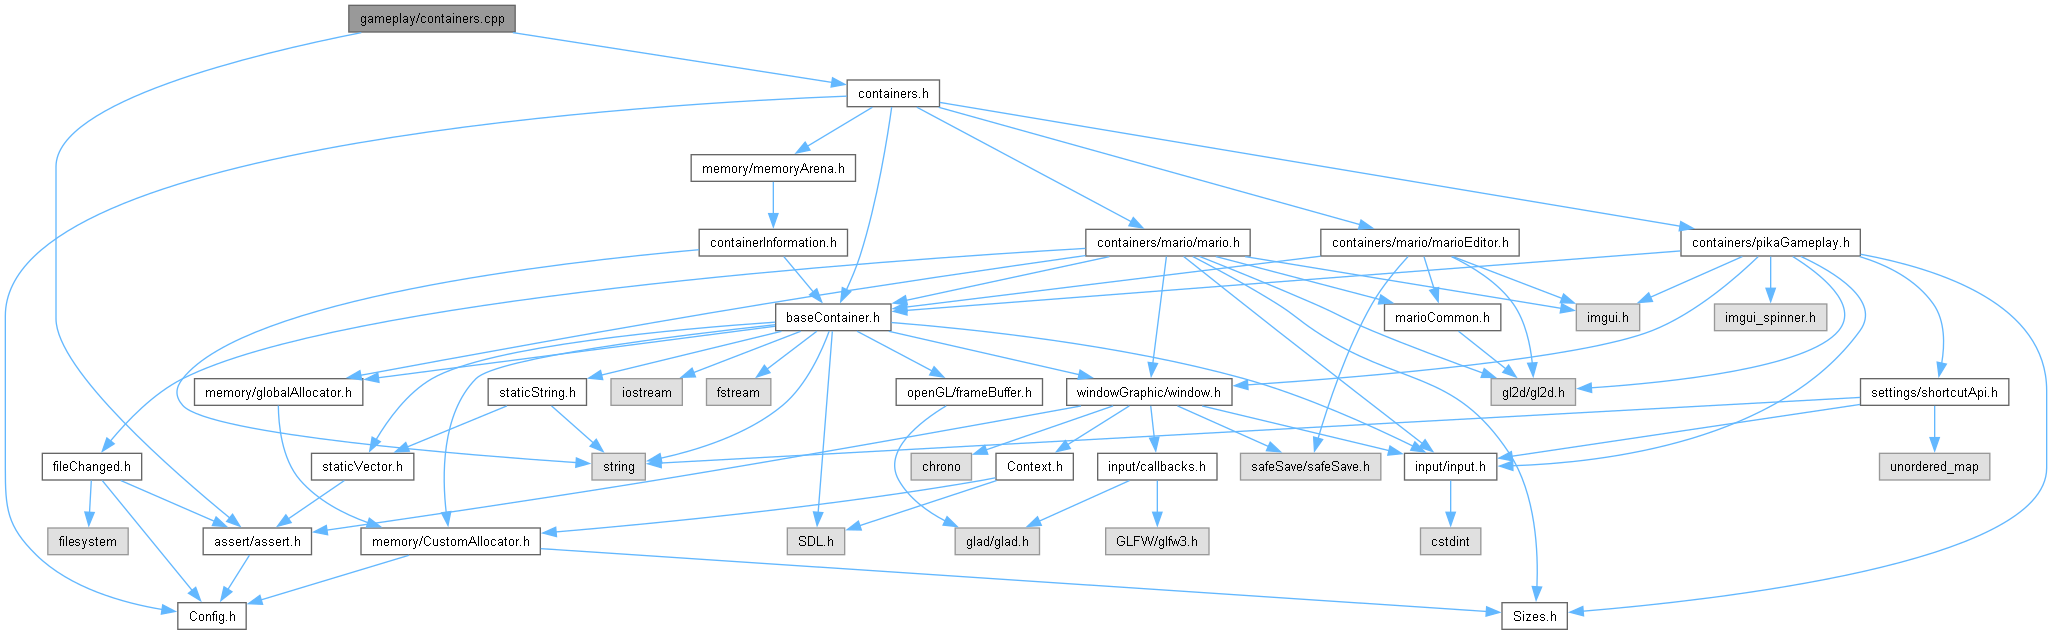 gameplay/containers.cpp
containers.h
memory/memoryArena.h
containerInformation.h
containers/mario/mario.h
containers/mario/marioEditor.h
containers/pikaGameplay.h
baseContainer.h
marioCommon.h
imgui.h
imgui_spinner.h
memory/globalAllocator.h
staticString.h
iostream
fstream
openGL/frameBuffer.h
windowGraphic/window.h
gl2d/gl2d.h
settings/shortcutApi.h
fileChanged.h
staticVector.h
string
chrono
Context.h
input/callbacks.h
safeSave/safeSave.h
input/input.h
unordered_map
filesystem
assert/assert.h
memory/CustomAllocator.h
SDL.h
glad/glad.h
GLFW/glfw3.h
cstdint
Config.h
Sizes.h